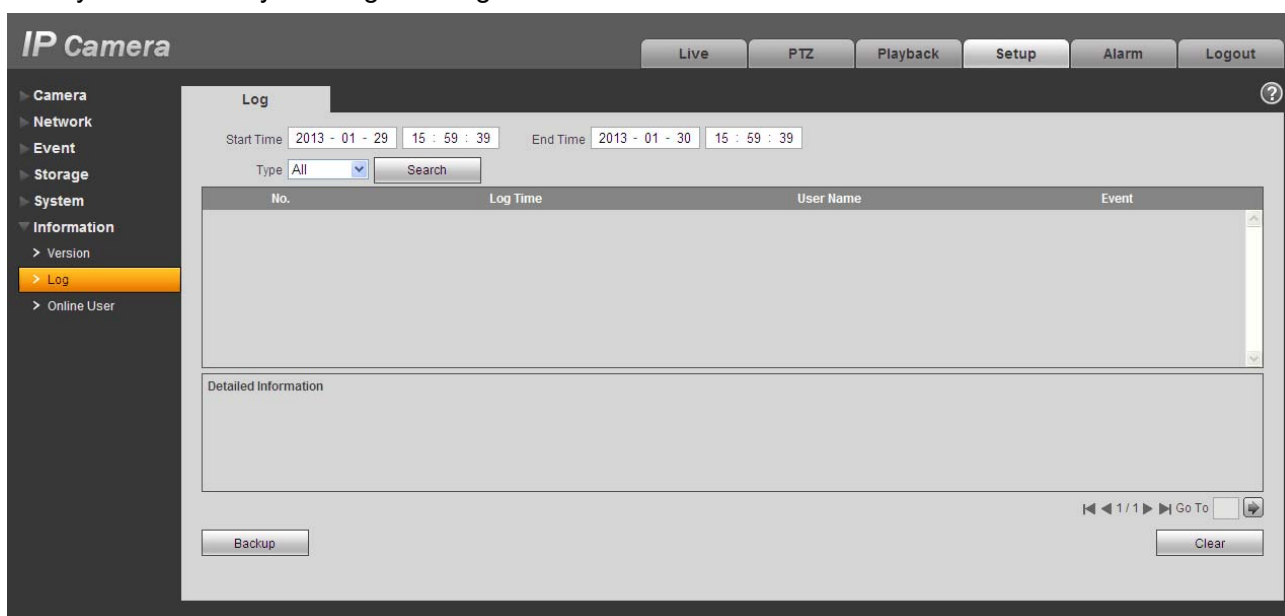 IP Camera
Live PTZ Playback Setup Alarm Logout
Camera
Network
Event
Storage
System
Information
> Version
> Log
> Online User
Log
?
Start Time 2013 - 01 - 29 15 : 59 : 39 End Time 2013 - 01 - 30 15 : 59 : 39
Type All Search
No. Log Time User Name Event
Detailed Information
1 / 1 Go To
Backup Clear